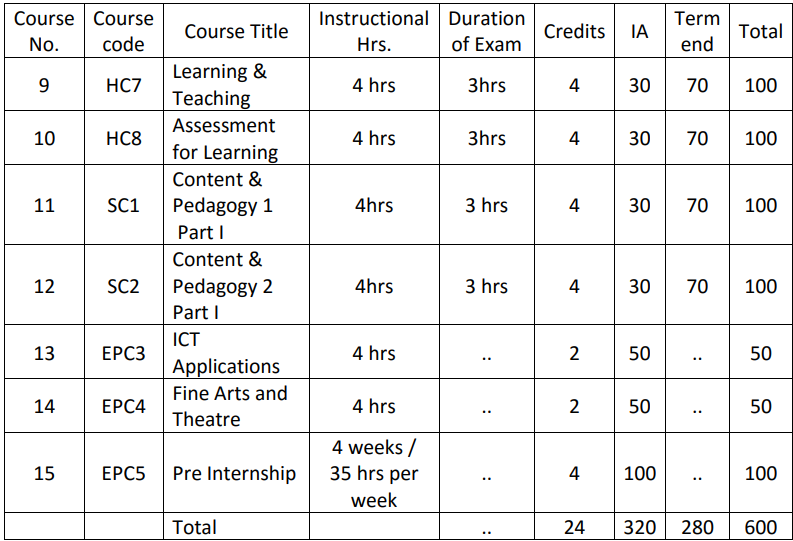 Course No. Course code Course Title Instructional Hrs. Duration of Exam Credits IA Term end Total
9 HC7 Learning & Teaching 4 hrs 3hrs 4 30 70 100
10 HC8 Assessment for Learning 4 hrs 3hrs 4 30 70 100
11 SC1 Content & Pedagogy 1 Part I 4hrs 3 hrs 4 30 70 100
12 SC2 Content & Pedagogy 2 Part I 4hrs 3 hrs 4 30 70 100
13 EPC3 ICT Applications 4 hrs .. 2 50 .. 50
14 EPC4 Fine Arts and Theatre 4 hrs .. 2 50 .. 50
15 EPC5 Pre Internship 4 weeks / 35 hrs per week .. 4 100 .. 100
Total .. 24 320 280 600